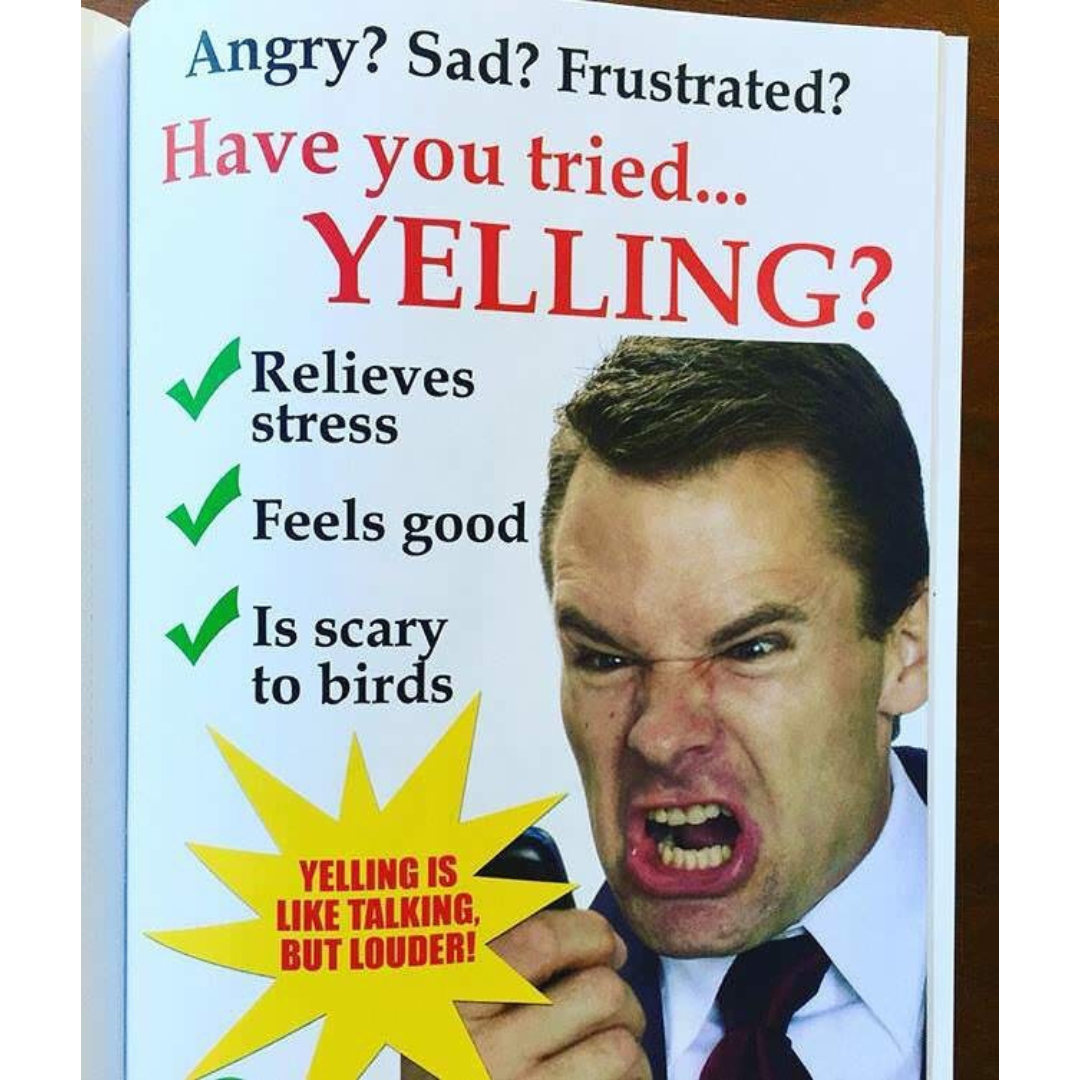 Angry? Sad? Frustrated?
Have you tried...
YELLING?
Relieves
stress
Feels good
Is scary
to birds
YELLING IS
LIKE TALKING,
BUT LOUDER!